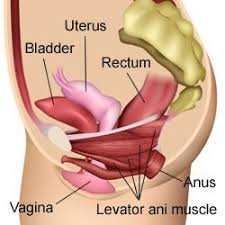 Uterus
Bladder
Rectum
Anus
Vagina
Levator ani muscle